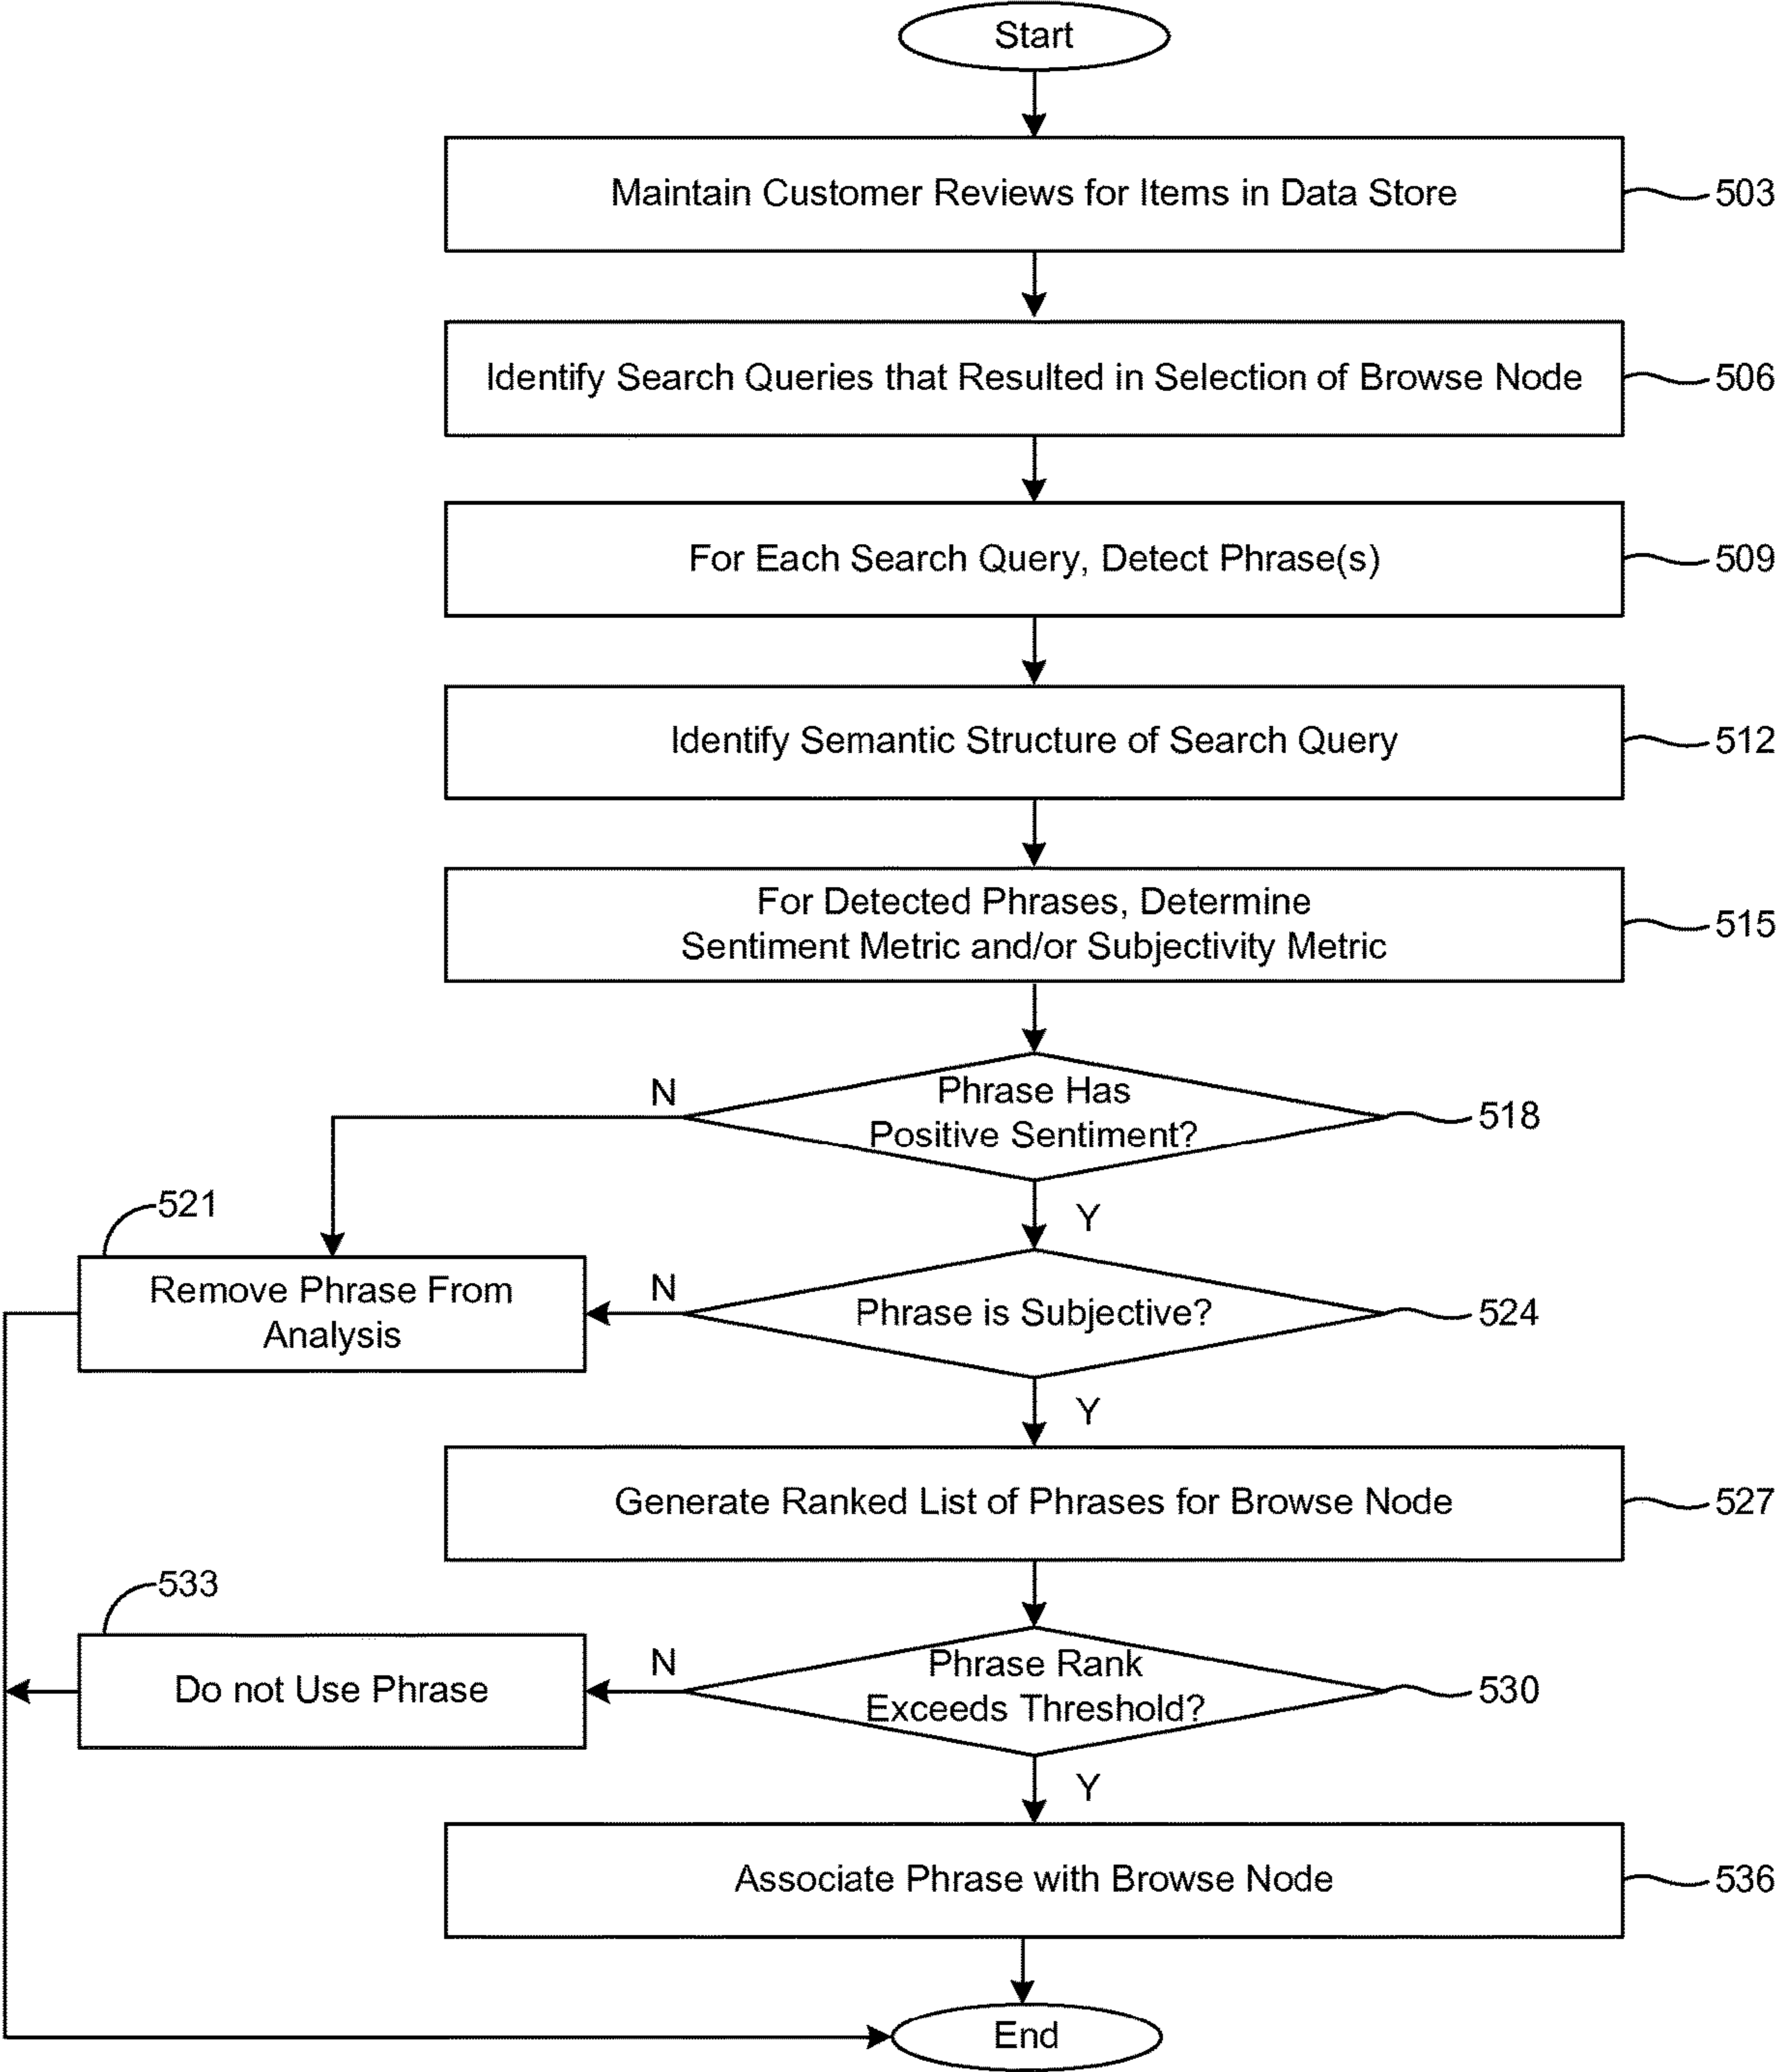 Start
Maintain Customer Reviews for Items in Data Store
503
Identify Search Queries that Resulted in Selection of Browse Node
506
For Each Search Query, Detect Phrase(s)
509
Identify Semantic Structure of Search Query
512
For Detected Phrases, Determine
Sentiment Metric and/or Subjectivity Metric
515
N
Phrase Has
Positive Sentiment?
518
521
Y
Remove Phrase From
Analysis
N
Phrase is Subjective?
524
Y
Generate Ranked List of Phrases for Browse Node
527
533
Do not Use Phrase
N
Phrase Rank
Exceeds Threshold?
530
Y
Associate Phrase with Browse Node
536
End